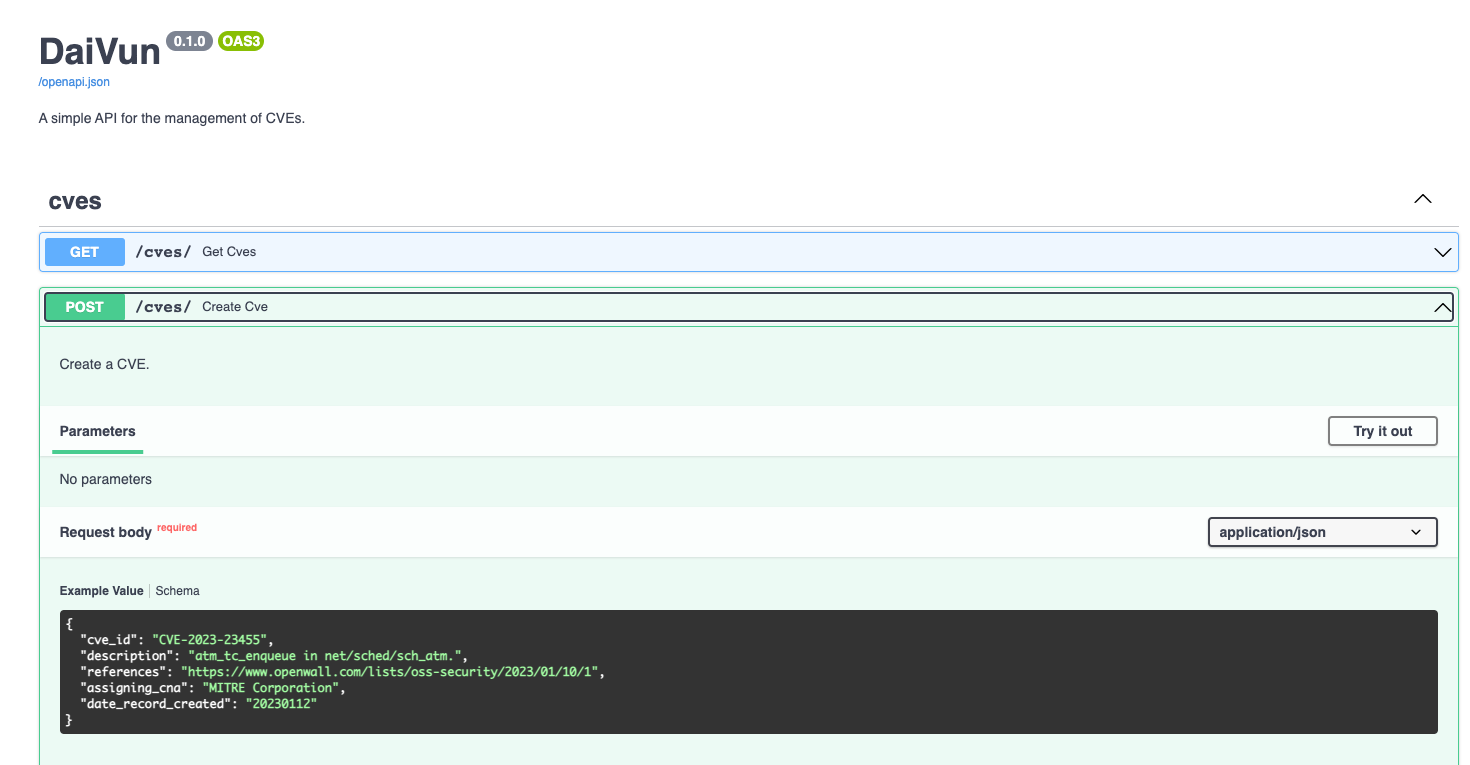 DaiVun 0.1.0 OAS3
/openapi.json
A simple API for the management of CVEs.
cves
GET /cves/ Get Cves
POST /cves/ Create Cve
Create a CVE.
Parameters Try it out
No parameters
Request body required application/json
Example Value Schema
{
  "cve_id": "CVE-2023-23455",
  "description": "atm_tc_enqueue in net/sched/sch_atm.",
  "references": "https://www.openwall.com/lists/oss-security/2023/01/10/1",
  "assigning_cna": "MITRE Corporation",
  "date_record_created": "20230112"
}